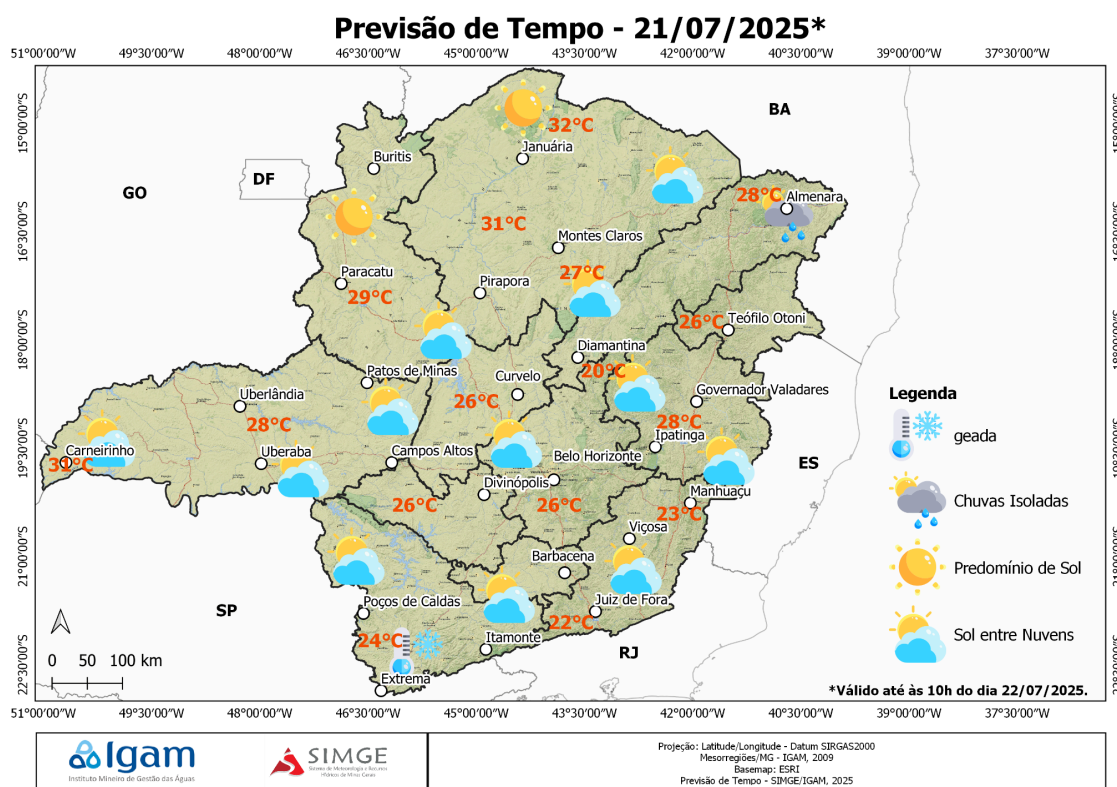 Previsão de Tempo - 21/07/2025*
51°00'00"W 49°30'00"W 48°00'00"W 46°30'00"W 45°00'00"W 43°30'00"W 42°00'00"W 40°30'00"W 39°00'00"W 37°30'00"W
15°00'00"S
16°30'00"S
18°00'00"S
19°30'00"S
21°00'00"S
22°30'00"S
BA
GO
DF
ES
SP
RJ
32°C
Januária
Buritis
28°C
Almenara
31°C
Montes Claros
27°C
Paracatu
29°C
Pirapora
26°C
Teófilo Otoni
Diamantina
20°C
Patos de Minas
Curvelo
26°C
Uberlândia
28°C
Governador Valadares
28°C
Ipatinga
Carneirinho
31°C
Uberaba
Campos Altos
Belo Horizonte
Divinópolis
26°C
26°C
Manhuaçu
23°C
Viçosa
Barbacena
Poços de Caldas
Juiz de Fora
22°C
24°C
Itamonte
Extrema
Legenda
geada
Chuvas Isoladas
Predomínio de Sol
Sol entre Nuvens
0 50 100 km
*Válido até às 10h do dia 22/07/2025.
51°00'00"W 49°30'00"W 48°00'00"W 46°30'00"W 45°00'00"W 43°30'00"W 42°00'00"W 40°30'00"W 39°00'00"W 37°30'00"W
Igam
Instituto Mineiro de Gestão das Águas
SIMGE
Sistema de Meteorologia e Recursos
Hídricos de Minas Gerais
Projeção: Latitude/Longitude - Datum SIRGAS2000
Mesorregiões/MG - IGAM, 2009
Basemap: ESRI
Previsão de Tempo - SIMGE/IGAM, 2025